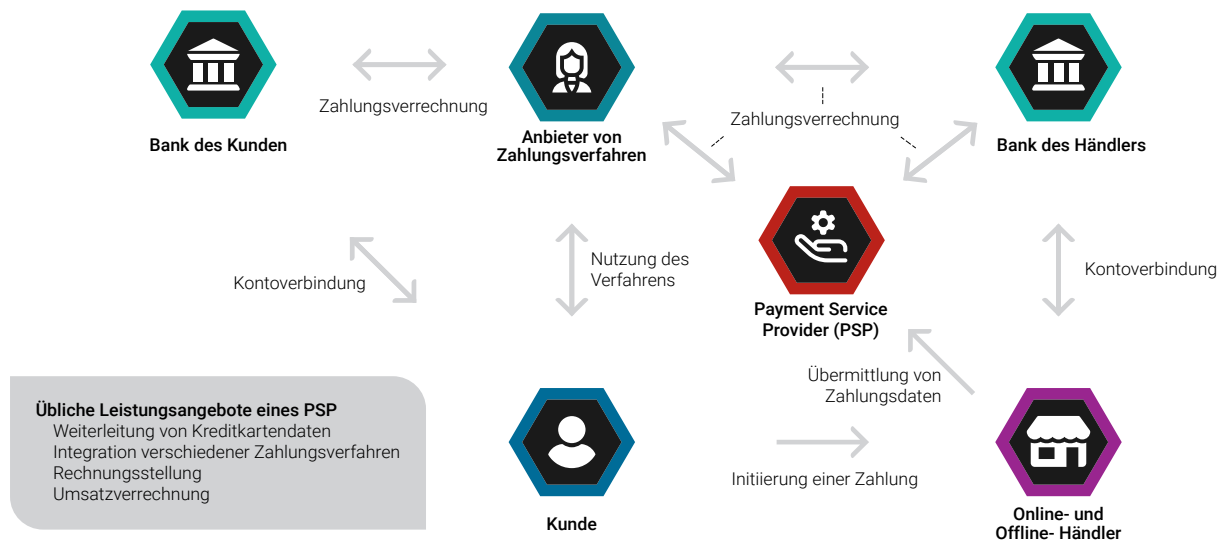 Zahlungsverrechnung
Zahlungsverrechnung
Bank des Kunden
Anbieter von
Zahlungsverfahren
Bank des Händlers
Kontoverbindung
Nutzung des
Verfahrens
Kontoverbindung
Payment Service
Provider (PSP)
Übermittlung von
Zahlungsdaten
Übliche Leistungsangebote eines PSP
Weiterleitung von Kreditkartendaten
Integration verschiedener Zahlungsverfahren
Rechnungsstellung
Umsatzverrechnung
Initiierung einer Zahlung
Kunde
Online- und
Offline- Händler